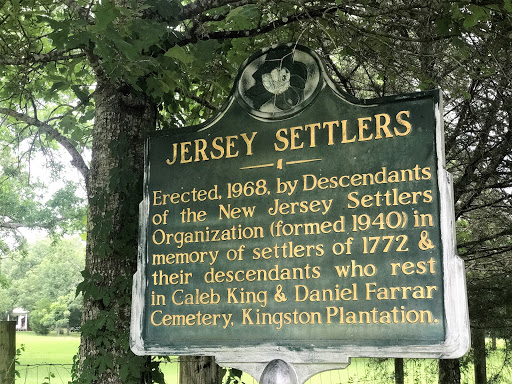 JERSEY SETTLERS
Erected, 1968, by Descendants
of the New Jersey Settlers
Organization (formed 1940) in
memory of settlers of 1772 &
their descendants who rest
in Caleb King & Daniel Farrar
Cemetery, Kingston Plantation.